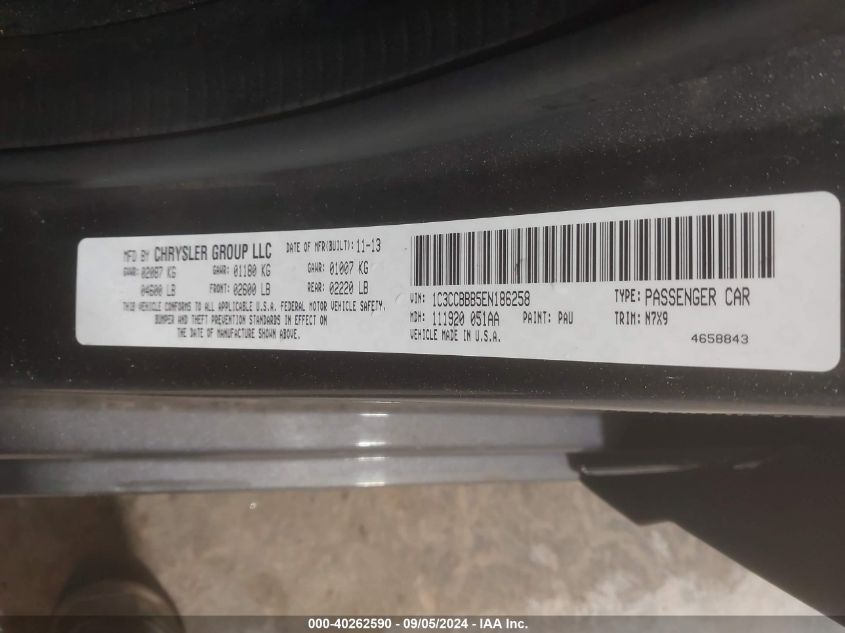 MFD BY CHRYSLER GROUP LLC DATE OF MFR(BUILT): 11-13
GVWR: 02087 KG GAWR: 01180 KG GAWR: 01007 KG
04600 LB FRONT: 02600 LB REAR: 02220 LB
THIS VEHICLE CONFORMS TO ALL APPLICABLE U.S.A. FEDERAL MOTOR VEHICLE SAFETY,
BUMPER AND THEFT PREVENTION STANDARDS IN EFFECT ON
THE DATE OF MANUFACTURE SHOWN ABOVE.
VIN: 1C3CCBBB5EN186258 TYPE: PASSENGER CAR
MDH: 111920 051AA PAINT: PAU TRIM: N7X9
VEHICLE MADE IN U.S.A. 4658843
000-40262590 - 09/05/2024 - IAA Inc.